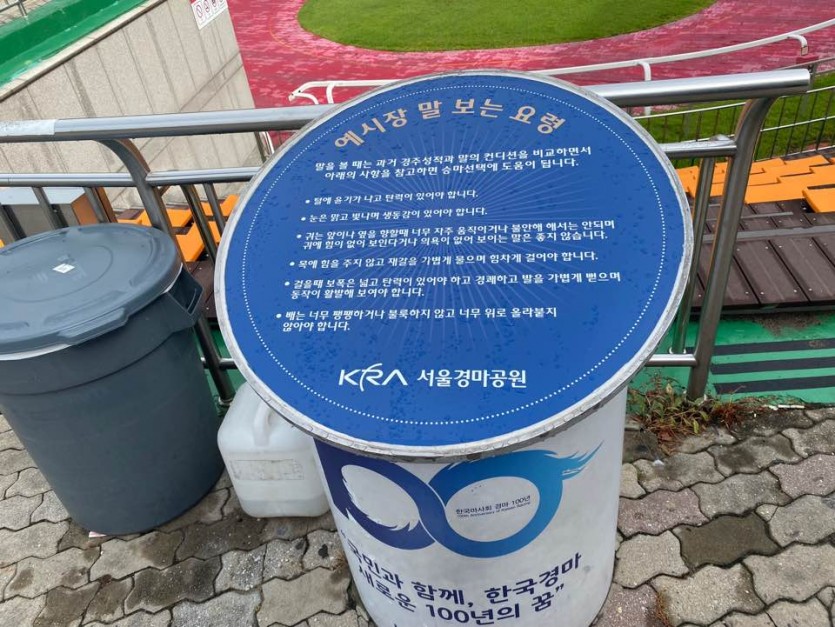 예시장 말 보는 요령
말을 볼 때는 과거 경주성적과 말의 컨디션을 비교하면서
아래의 사항을 참고하면 승마선택에 도움이 됩니다.
• 털에 윤기가 나고 탄력이 있어야 합니다.
• 눈은 맑고 빛나며 생동감이 있어야 합니다.
• 귀는 앞이나 옆을 향할때 너무 자주 움직이거나 불안해 해서는 안되며
귀에 힘이 없이 보인다거나 의욕이 없어 보이는 말은 좋지 않습니다.
• 목에 힘을 주지 않고 재갈을 가볍게 물으며 힘차게 걸어야 합니다.
• 걸을때 보폭은 넓고 탄력이 있어야 하고 경쾌하고 발을 가볍게 뻗으며
동작이 활발해 보여야 합니다.
• 배는 너무 땡땡하거나 불룩하지 않고 너무 위로 올라붙지
않아야 합니다.
KRA 서울경마공원
한국마사회 경마 100년
국민과 함께, 한국경마
새로운 100년의 꿈"